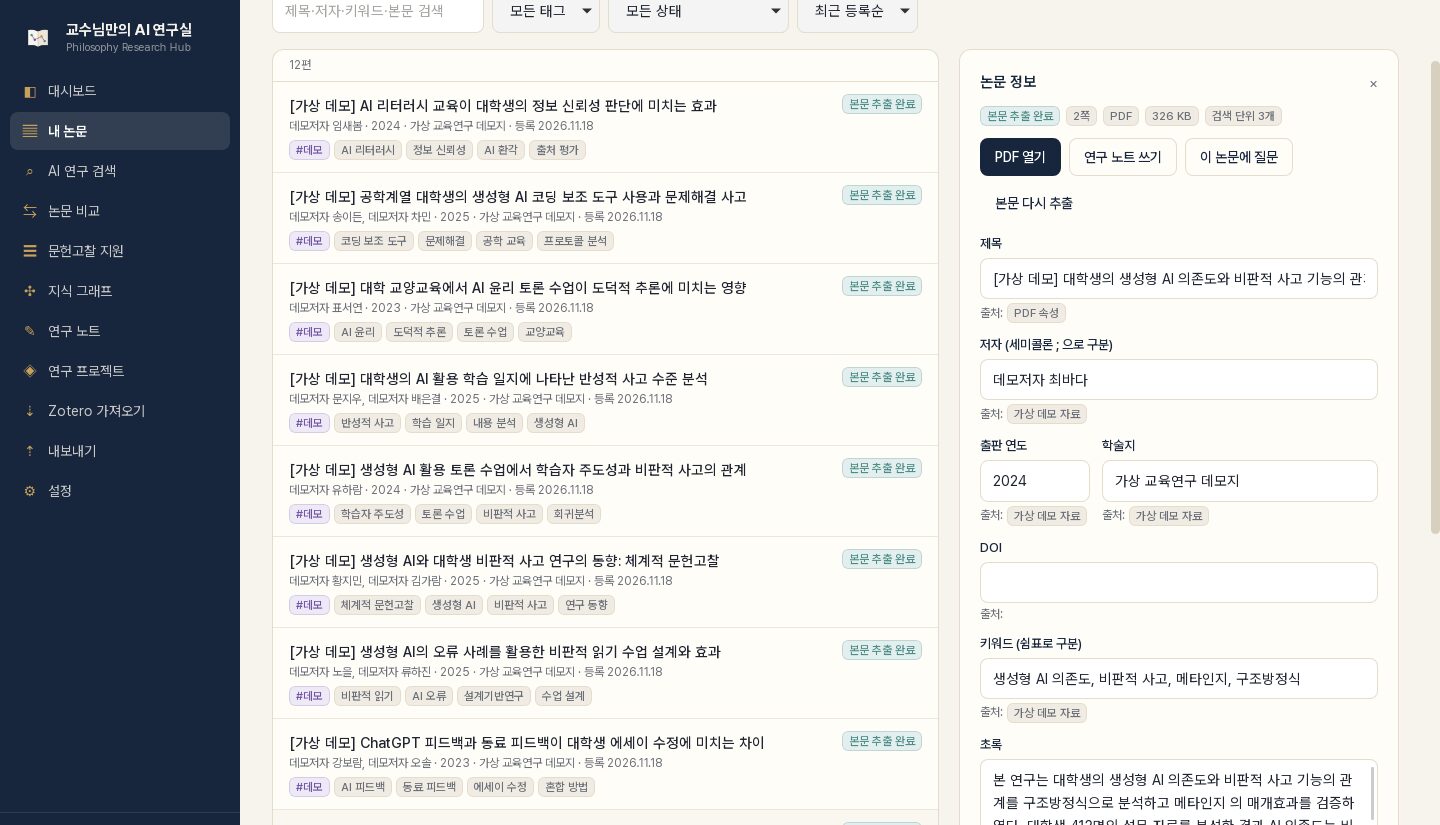 교수님만의 AI 연구실
Philosophy Research Hub
대시보드
내 논문
AI 연구 검색
논문 비교
문헌고찰 지원
지식 그래프
연구 노트
연구 프로젝트
Zotero 가져오기
내보내기
설정
제목·저자·키워드·본문 검색
모든 태그
모든 상태
최근 등록순
12편
[가상 데모] AI 리터러시 교육이 대학생의 정보 신뢰성 판단에 미치는 효과
본문 추출 완료
데모저자 임새봄 · 2024 · 가상 교육연구 데모지 · 등록 2026.11.18
#데모 AI 리터러시 정보 신뢰성 AI 환각 출처 평가
[가상 데모] 공학계열 대학생의 생성형 AI 코딩 보조 도구 사용과 문제해결 사고
본문 추출 완료
데모저자 송이든, 데모저자 차민 · 2025 · 가상 교육연구 데모지 · 등록 2026.11.18
#데모 코딩 보조 도구 문제해결 공학 교육 프로토콜 분석
[가상 데모] 대학 교양교육에서 AI 윤리 토론 수업이 도덕적 추론에 미치는 영향
본문 추출 완료
데모저자 표서연 · 2023 · 가상 교육연구 데모지 · 등록 2026.11.18
#데모 AI 윤리 도덕적 추론 토론 수업 교양교육
[가상 데모] 대학생의 AI 활용 학습 일지에 나타난 반성적 사고 수준 분석
본문 추출 완료
데모저자 문지우, 데모저자 배은결 · 2025 · 가상 교육연구 데모지 · 등록 2026.11.18
#데모 반성적 사고 학습 일지 내용 분석 생성형 AI
[가상 데모] 생성형 AI 활용 토론 수업에서 학습자 주도성과 비판적 사고의 관계
본문 추출 완료
데모저자 유하람 · 2024 · 가상 교육연구 데모지 · 등록 2026.11.18
#데모 학습자 주도성 토론 수업 비판적 사고 회귀분석
[가상 데모] 생성형 AI와 대학생 비판적 사고 연구의 동향: 체계적 문헌고찰
본문 추출 완료
데모저자 황지민, 데모저자 김가람 · 2025 · 가상 교육연구 데모지 · 등록 2026.11.18
#데모 체계적 문헌고찰 생성형 AI 비판적 사고 연구 동향
[가상 데모] 생성형 AI의 오류 사례를 활용한 비판적 읽기 수업 설계와 효과
본문 추출 완료
데모저자 노을, 데모저자 류하진 · 2025 · 가상 교육연구 데모지 · 등록 2026.11.18
#데모 비판적 읽기 AI 오류 설계기반연구 수업 설계
[가상 데모] ChatGPT 피드백과 동료 피드백이 대학생 에세이 수정에 미치는 차이
본문 추출 완료
데모저자 강보람, 데모저자 오솔 · 2023 · 가상 교육연구 데모지 · 등록 2026.11.18
#데모 AI 피드백 동료 피드백 에세이 수정 혼합 방법
논문 정보
×
본문 추출 완료 2쪽 PDF 326 KB 검색 단위 3개
PDF 열기 연구 노트 쓰기 이 논문에 질문
본문 다시 추출
제목
[가상 데모] 대학생의 생성형 AI 의존도와 비판적 사고 기능의 관
출처: PDF 속성
저자 (세미콜론 ; 으로 구분)
데모저자 최바다
출처: 가상 데모 자료
출판 연도 학술지
2024 가상 교육연구 데모지
출처: 가상 데모 자료 출처: 가상 데모 자료
DOI
출처:
키워드 (쉼표로 구분)
생성형 AI 의존도, 비판적 사고, 메타인지, 구조방정식
출처: 가상 데모 자료
초록
본 연구는 대학생의 생성형 AI 의존도와 비판적 사고 기능의 관
계를 구조방정식으로 분석하고 메타인지 의 매개효과를 검증하